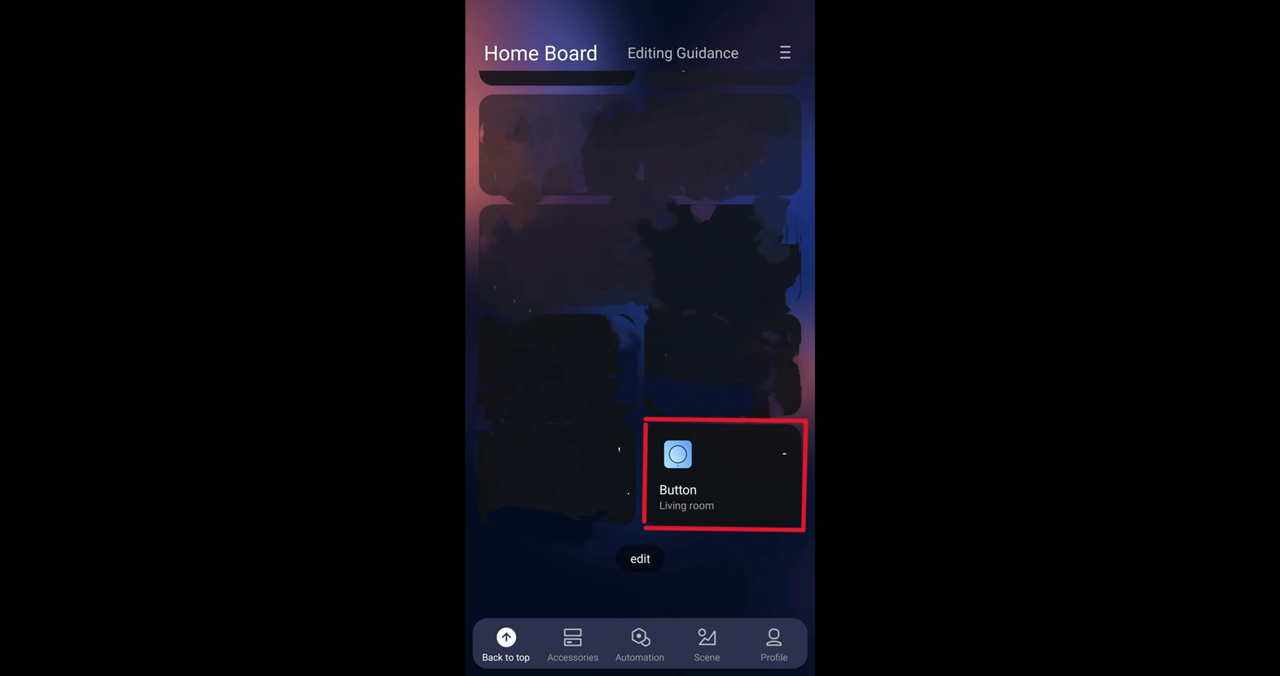 Home Board
Editing Guidance
Button
Living room
edit
Back to top
Accessories
Automation
Scene
Profile